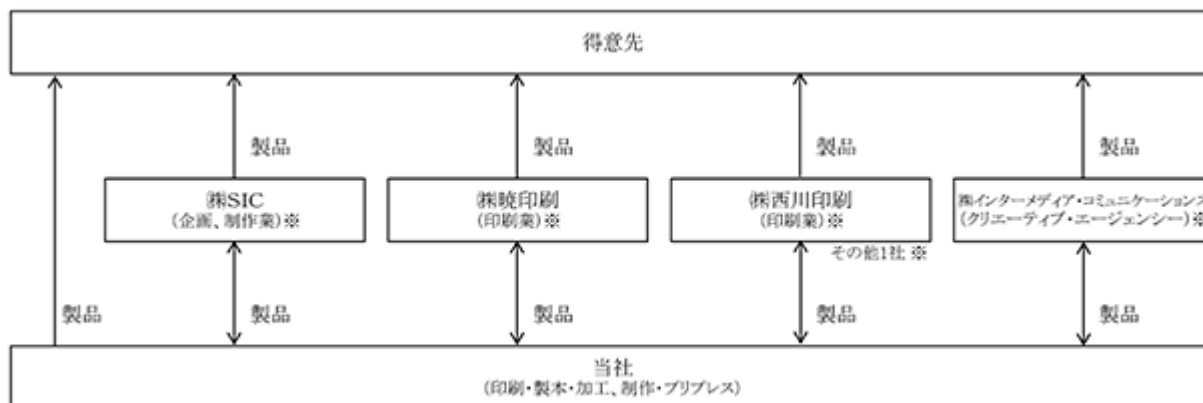 得意先
製品
製品
製品
製品
㈱SIC
(企画、制作業)※
㈱暁印刷
(印刷業)※
㈱西川印刷
(印刷業)※
㈱インターメディア・コミュニケーションズ
(クリエーティブ・エージェンシー)※
その他1社 ※
製品
製品
製品
製品
製品
当社
(印刷・製本・加工、制作・プリプレス)